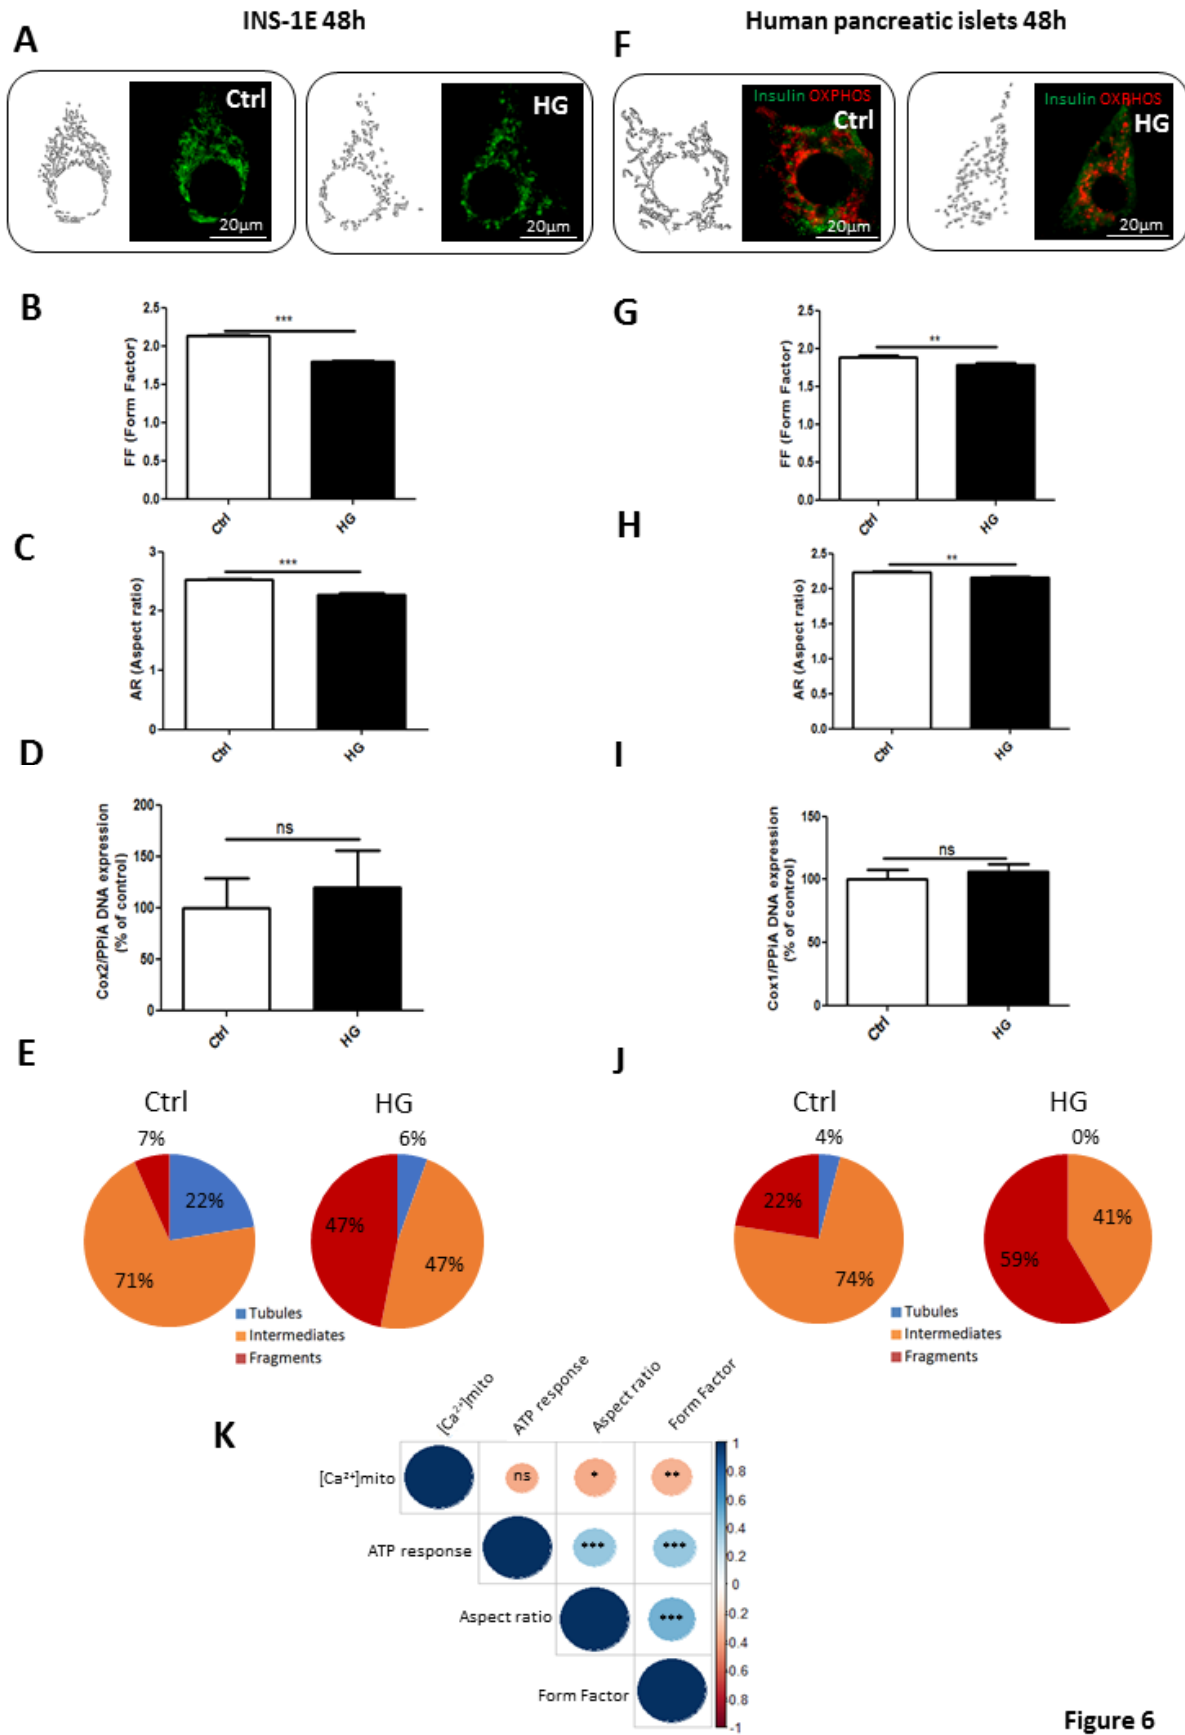 INS-1E 48h
Human pancreatic islets 48h
A
Ctrl
20µm
HG
20µm
F
Insulin OXPHOS
Ctrl
20µm
Insulin OXPHOS
HG
20µm
B
FF (Form Factor)
2.5
2.0
1.5
1.0
0.5
0.0
***
Ctrl
HG
G
FF (Form Factor)
2.5
2.0
1.5
1.0
0.5
0.0
**
Ctrl
HG
C
AR (Aspect ratio)
3
2
1
0
***
Ctrl
HG
H
AR (Aspect ratio)
2.5
2.0
1.5
1.0
0.5
0.0
**
Ctrl
HG
D
Cox2/PPiA DNA expression
(% of control)
200
150
100
50
0
ns
Ctrl
HG
I
Cox1/PPiA DNA expression
(% of control)
150
100
50
0
ns
Ctrl
HG
E
Ctrl
7%
22%
71%
HG
6%
47%
47%
Tubules
Intermediates
Fragments
J
Ctrl
4%
22%
74%
HG
0%
41%
59%
Tubules
Intermediates
Fragments
K
[Ca²⁺]mito
ATP response
Aspect ratio
Form Factor
[Ca²⁺]mito
ns
*
**
ATP response
***
***
Aspect ratio
***
Form Factor
1
0.8
0.6
0.4
0.2
0
-0.2
-0.4
-0.6
-0.8
-1
Figure 6